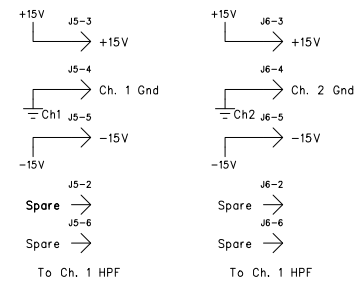 +15V J5-3
+15V
J5-4
Ch. 1 Gnd
Ch1 J5-5
-15V
-15V
J5-2
Spare
J5-6
Spare
To Ch. 1 HPF
+15V J6-3
+15V
J6-4
Ch. 2 Gnd
Ch2 J6-5
-15V
-15V
J6-2
Spare
J6-6
Spare
To Ch. 1 HPF